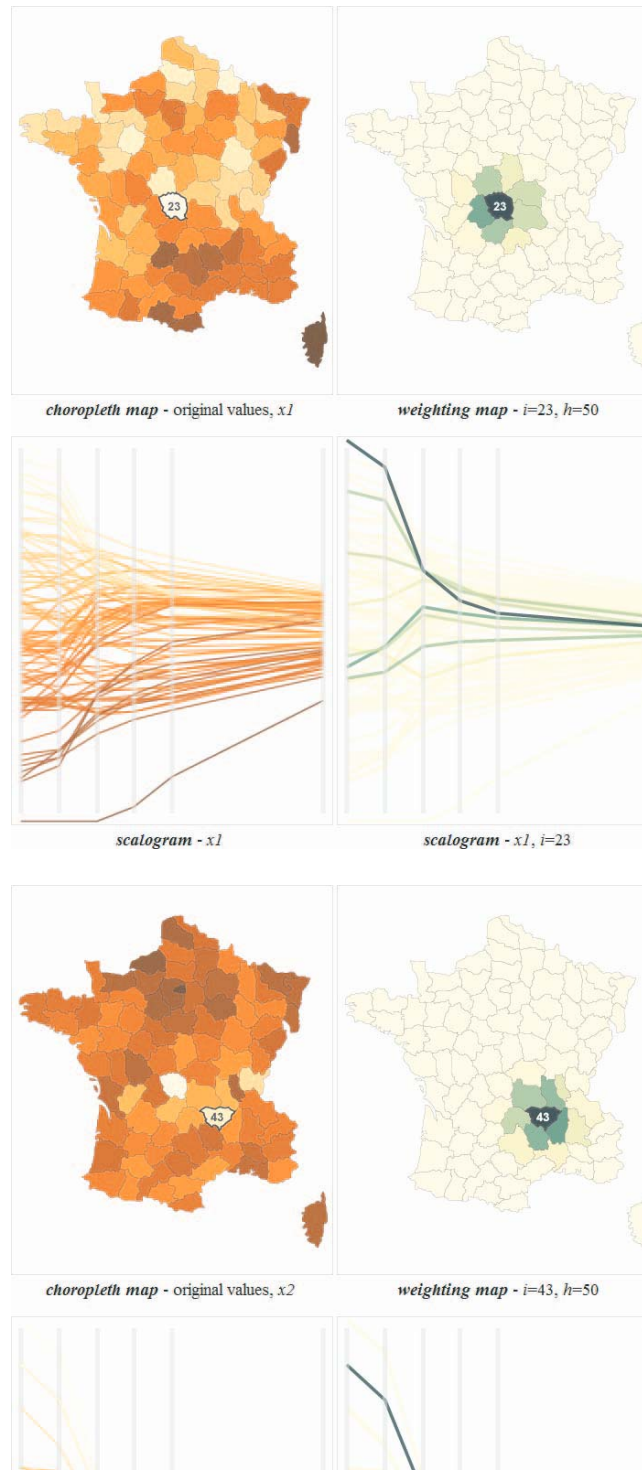 23
23
choropleth map - original values, x1
weighting map - i=23, h=50
scalogram - x1
scalogram - x1, i=23
43
43
choropleth map - original values, x2
weighting map - i=43, h=50